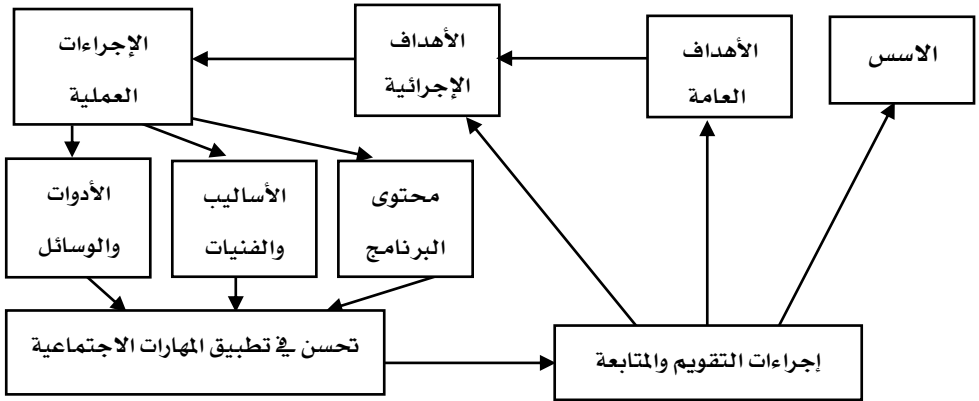 الاسس
الأهداف
العامة
الأهداف
الإجرائية
الإجراءات
العملية
محتوى
البرنامج
الأساليب
والفنيات
الأدوات
والوسائل
تحسن في تطبيق المهارات الاجتماعية
إجراءات التقويم والمتابعة